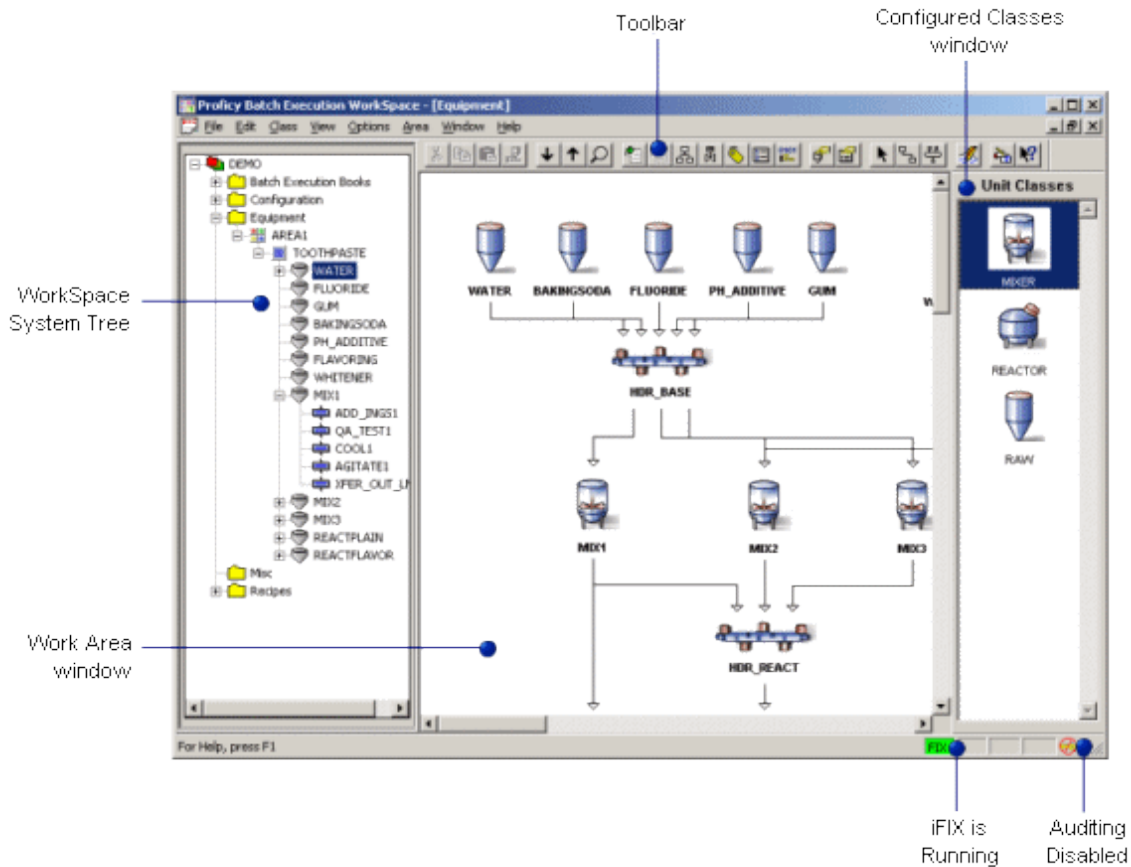 Toolbar
Configured Classes
window
Proficy Batch Execution WorkSpace - [Equipment]
File Edit Class View Options Area Window Help
DEMO
Batch Execution Books
Configuration
Equipment
AREA1
TOOTHPASTE
WATER
FLUORIDE
GUM
BAKINGSODA
PH_ADDITIVE
FLAVORING
WHITENER
MIX1
ADD_INGS1
QA_TEST1
COOL1
AGITATE1
XFER_OUT_LN
MIX2
MIX3
REACTPLAIN
REACTFLAVOR
Misc
Recipes
WATER BAKINGSODA FLUORIDE PH_ADDITIVE GUM
W
HDR_BASE
MIX1 MIX2 MIX3
HDR_REACT
Unit Classes
MIXER
REACTOR
RAW
WorkSpace
System Tree
Work Area
window
For Help, press F1
FIX
iFIX is
Running
Auditing
Disabled